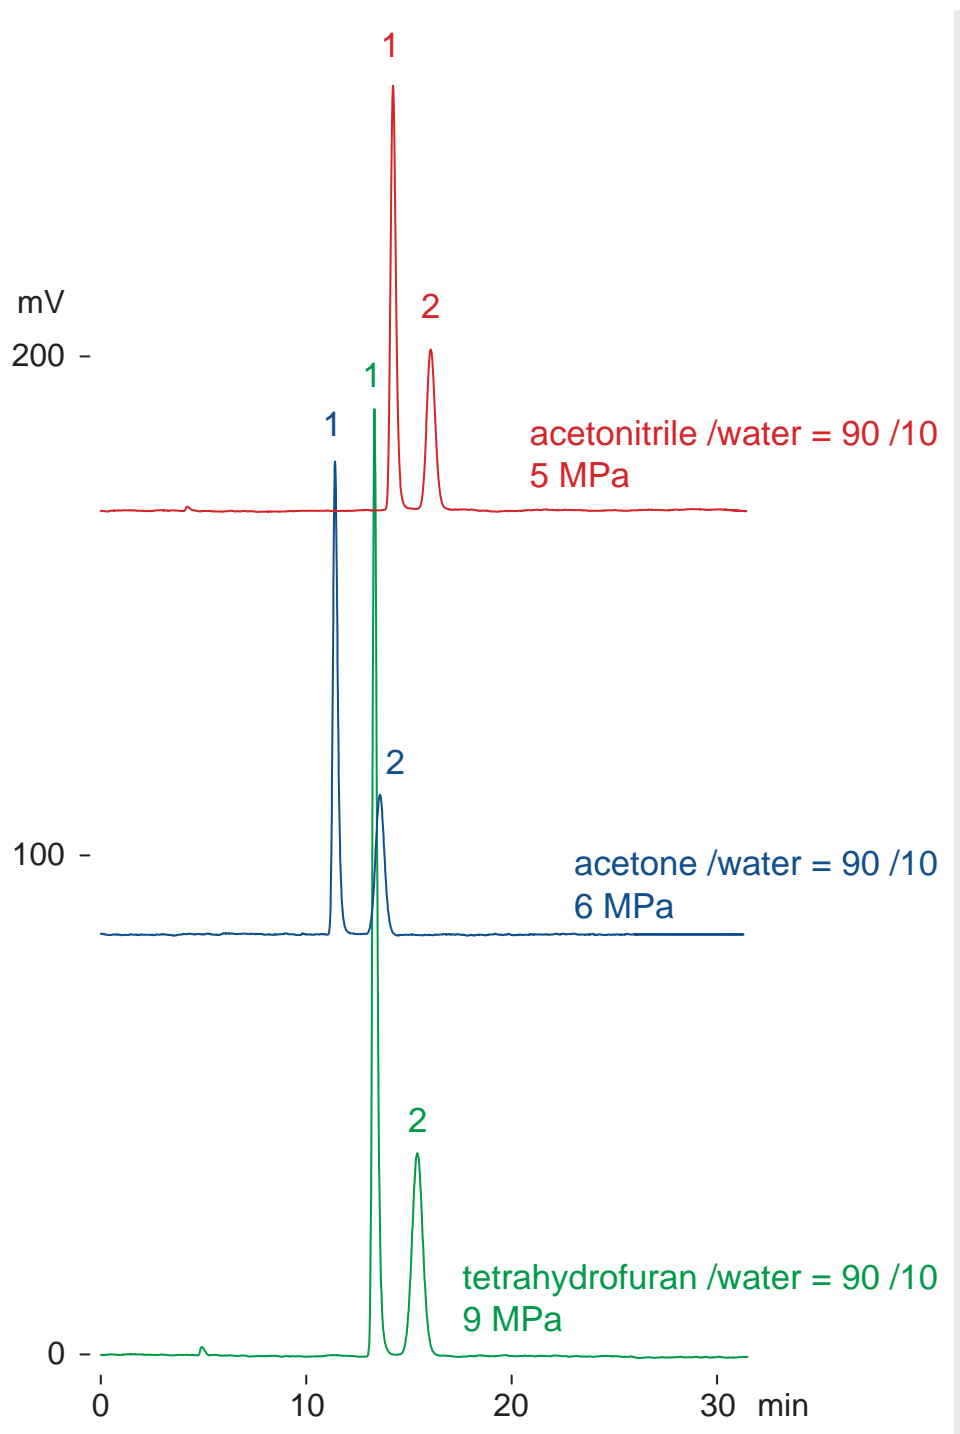 1
mV
2
200
1
1
acetonitrile /water = 90 /10
5 MPa
2
100
acetone /water = 90 /10
6 MPa
2
tetrahydrofuran /water = 90 /10
9 MPa
0
0 10 20 30 min